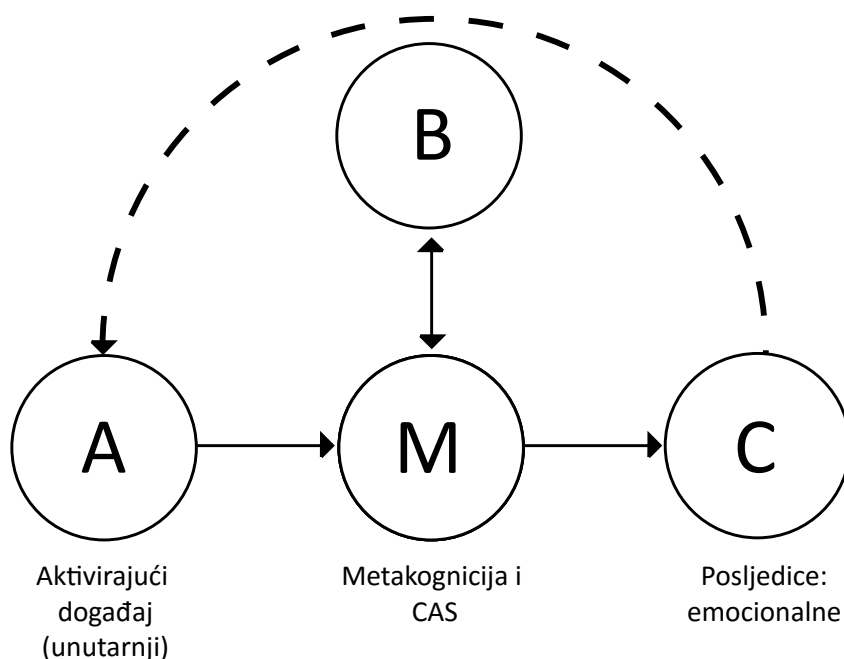 B
A
M
C
Aktivirajući
događaj
(unutarnji)
Metakognicija i
CAS
Posljedice:
emocionalne